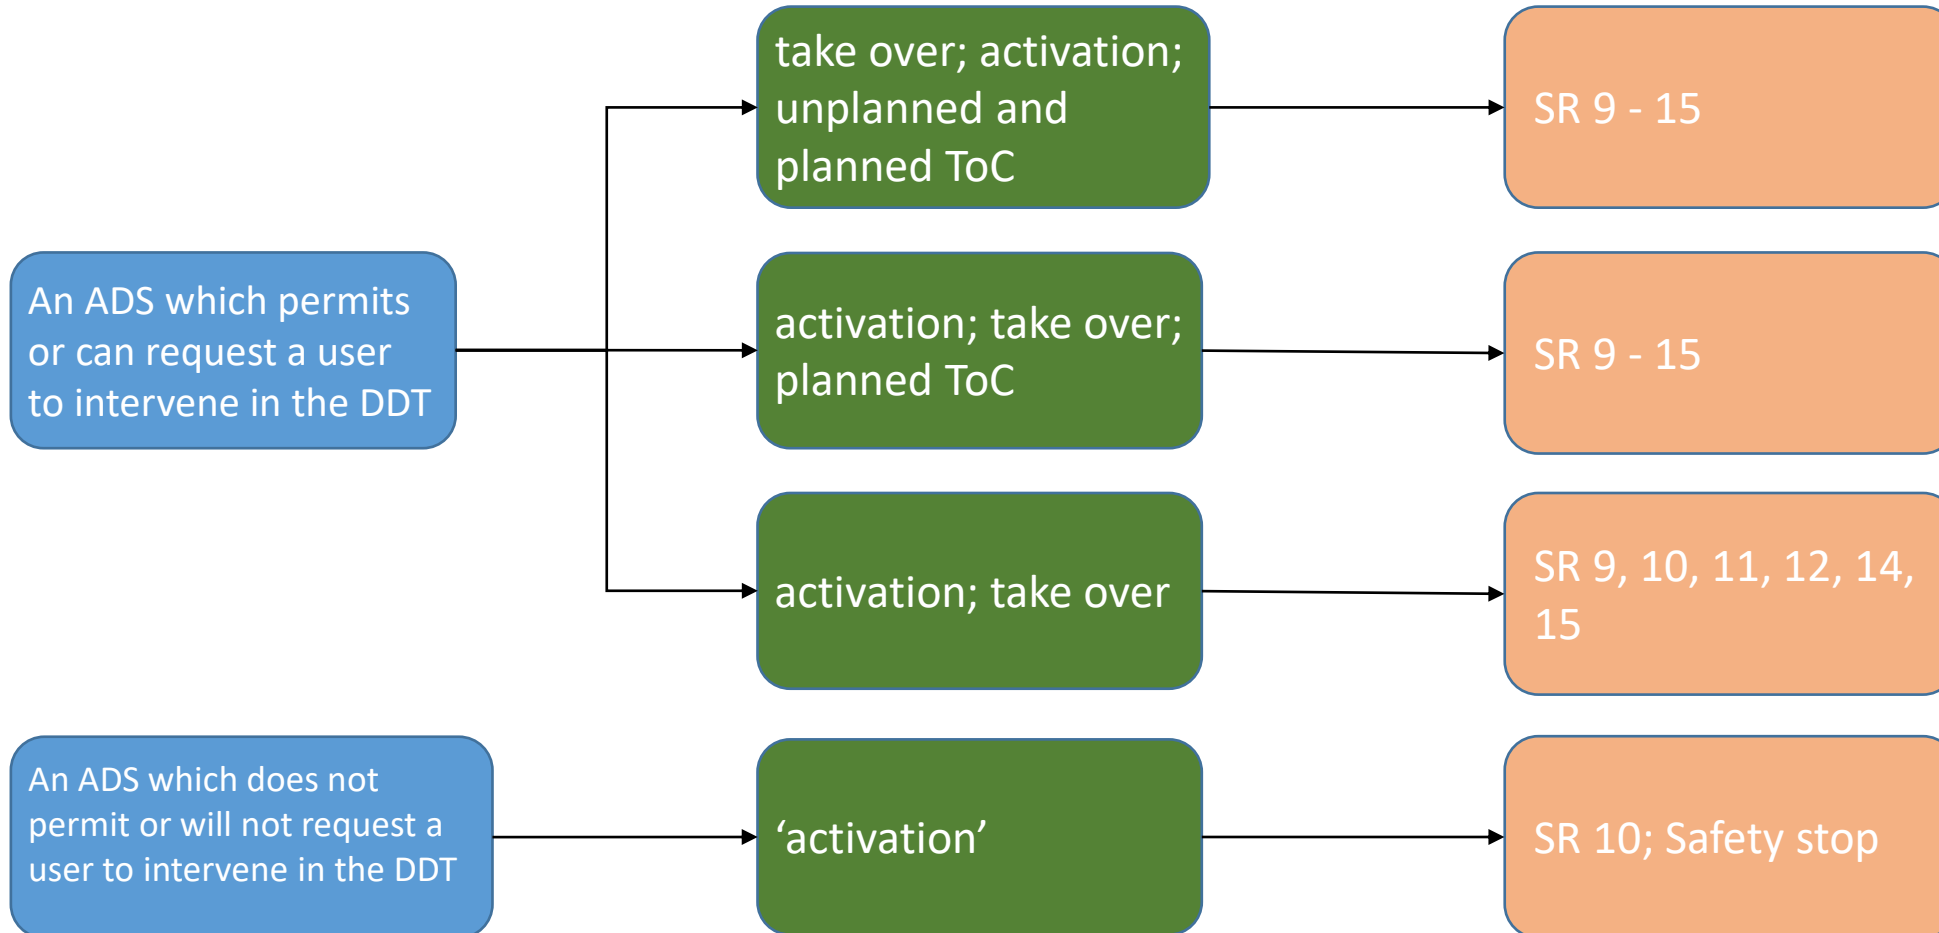 take over; activation;
unplanned and
planned ToC
SR 9 - 15
An ADS which permits
or can request a user
to intervene in the DDT
activation; take over;
planned ToC
SR 9 - 15
activation; take over
SR 9, 10, 11, 12, 14,
15
An ADS which does not
permit or will not request a
user to intervene in the DDT
‘activation’
SR 10; Safety stop